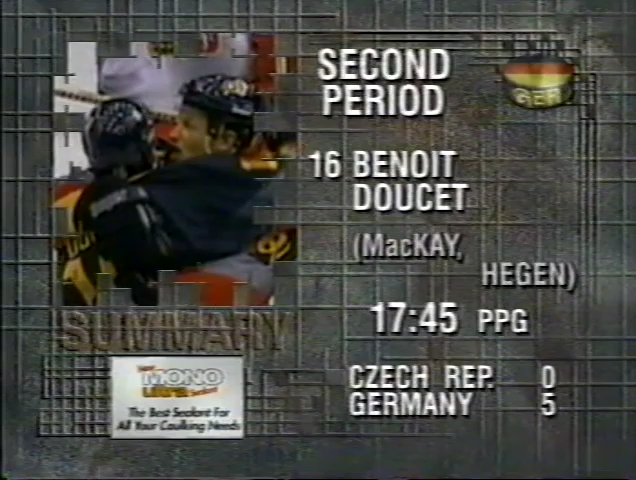 SECOND
PERIOD
GER
16 BENOIT
DOUCET
(MacKAY,
HEGEN)
17:45 PPG
SUMMARY
CZECH REP. 0
GERMANY 5
MONO
The Best Sealant For
All Your Caulking Needs